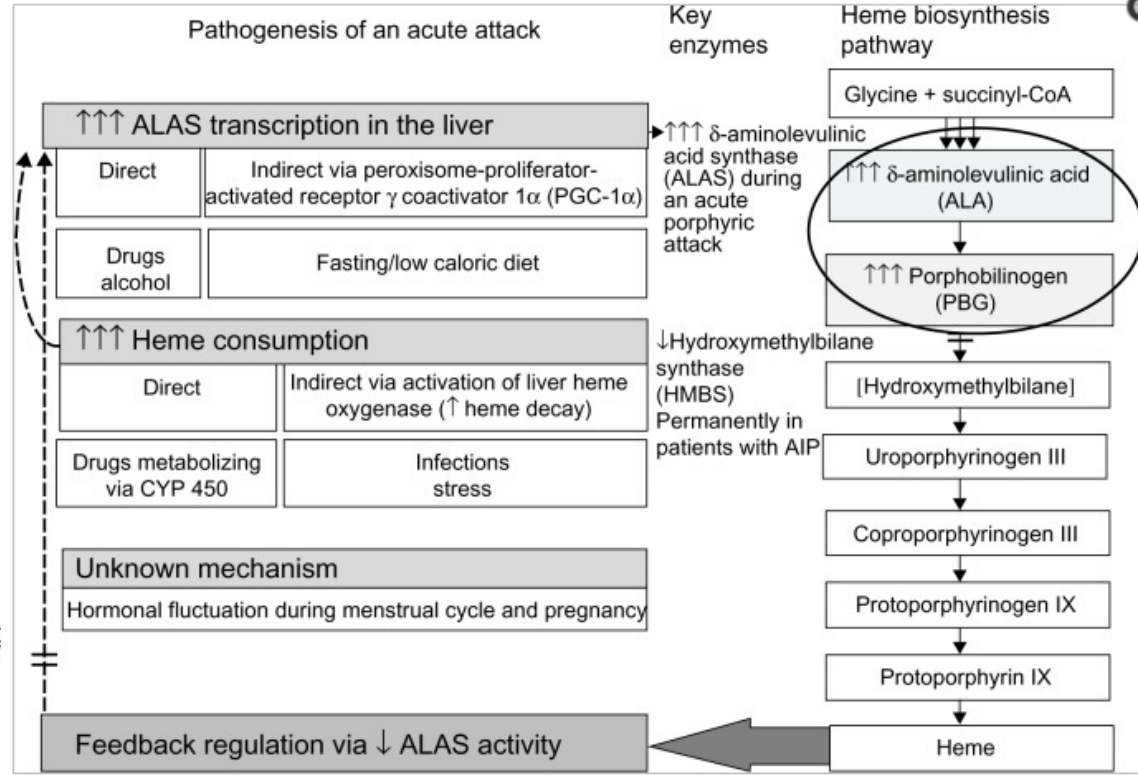 Pathogenesis of an acute attack
Key
enzymes
Heme biosynthesis
pathway
↑↑↑ ALAS transcription in the liver
Direct
Indirect via peroxisome-proliferator-
activated receptor γ coactivator 1α (PGC-1α)
Drugs
alcohol
Fasting/low caloric diet
↑↑↑ Heme consumption
Direct
Indirect via activation of liver heme
oxygenase (↑ heme decay)
Drugs metabolizing
via CYP 450
Infections
stress
Unknown mechanism
Hormonal fluctuation during menstrual cycle and pregnancy
Feedback regulation via ↓ ALAS activity
↑↑↑ δ-aminolevulinic
acid synthase
(ALAS) during
an acute
porphyric
attack
↓Hydroxymethylbilane
synthase
(HMBS)
Permanently in
patients with AIP
Glycine + succinyl-CoA
↑↑↑ δ-aminolevulinic acid
(ALA)
↑↑↑ Porphobilinogen
(PBG)
[Hydroxymethylbilane]
Uroporphyrinogen III
Coproporphyrinogen III
Protoporphyrinogen IX
Protoporphyrin IX
Heme